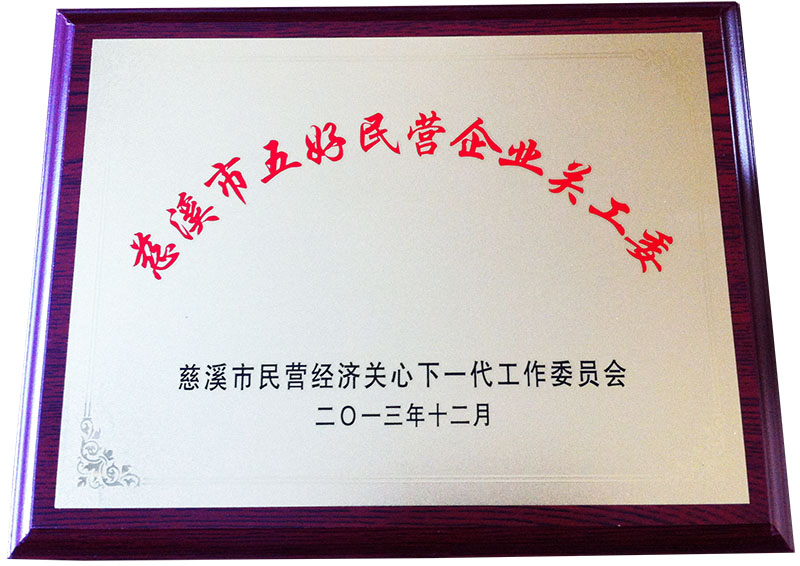 慈溪市五好民营企业关工委
慈溪市民营经济关心下一代工作委员会
二〇一三年十二月